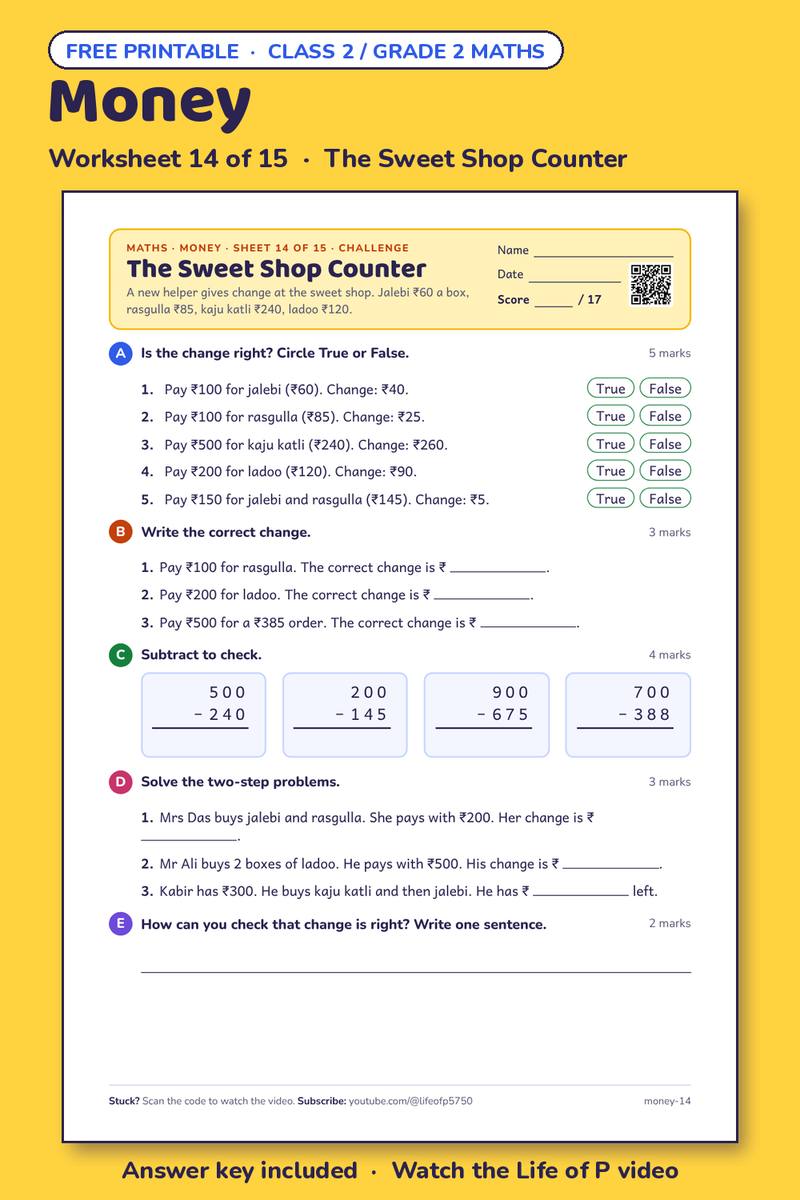 FREE PRINTABLE · CLASS 2 / GRADE 2 MATHS
Money
Worksheet 14 of 15 · The Sweet Shop Counter
MATHS · MONEY · SHEET 14 OF 15 · CHALLENGE
The Sweet Shop Counter
A new helper gives change at the sweet shop. Jalebi ₹60 a box,
rasgulla ₹85, kaju katli ₹240, ladoo ₹120.
Name
Date
Score ______ / 17
A Is the change right? Circle True or False. 5 marks
1. Pay ₹100 for jalebi (₹60). Change: ₹40. True False
2. Pay ₹100 for rasgulla (₹85). Change: ₹25. True False
3. Pay ₹500 for kaju katli (₹240). Change: ₹260. True False
4. Pay ₹200 for ladoo (₹120). Change: ₹90. True False
5. Pay ₹150 for jalebi and rasgulla (₹145). Change: ₹5. True False
B Write the correct change. 3 marks
1. Pay ₹100 for rasgulla. The correct change is ₹ ____________.
2. Pay ₹200 for ladoo. The correct change is ₹ ____________.
3. Pay ₹500 for a ₹385 order. The correct change is ₹ ____________.
C Subtract to check. 4 marks
500 200 900 700
− 240 − 145 − 675 − 388
D Solve the two-step problems. 3 marks
1. Mrs Das buys jalebi and rasgulla. She pays with ₹200. Her change is ₹
____________.
2. Mr Ali buys 2 boxes of ladoo. He pays with ₹500. His change is ₹ ____________.
3. Kabir has ₹300. He buys kaju katli and then jalebi. He has ₹ ____________ left.
E How can you check that change is right? Write one sentence. 2 marks
Stuck? Scan the code to watch the video. Subscribe: youtube.com/@lifeofp5750 money-14
Answer key included · Watch the Life of P video